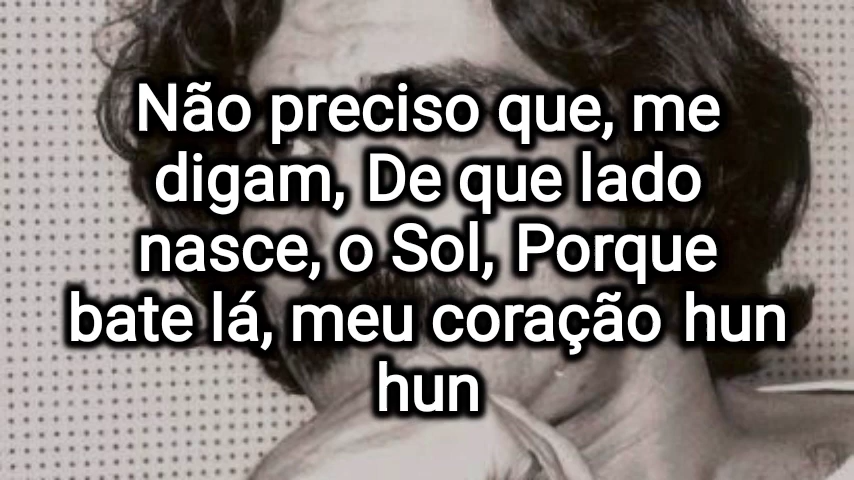 Não preciso que, me
digam, De que lado
nasce, o Sol, Porque
bate lá, meu coração hun
hun